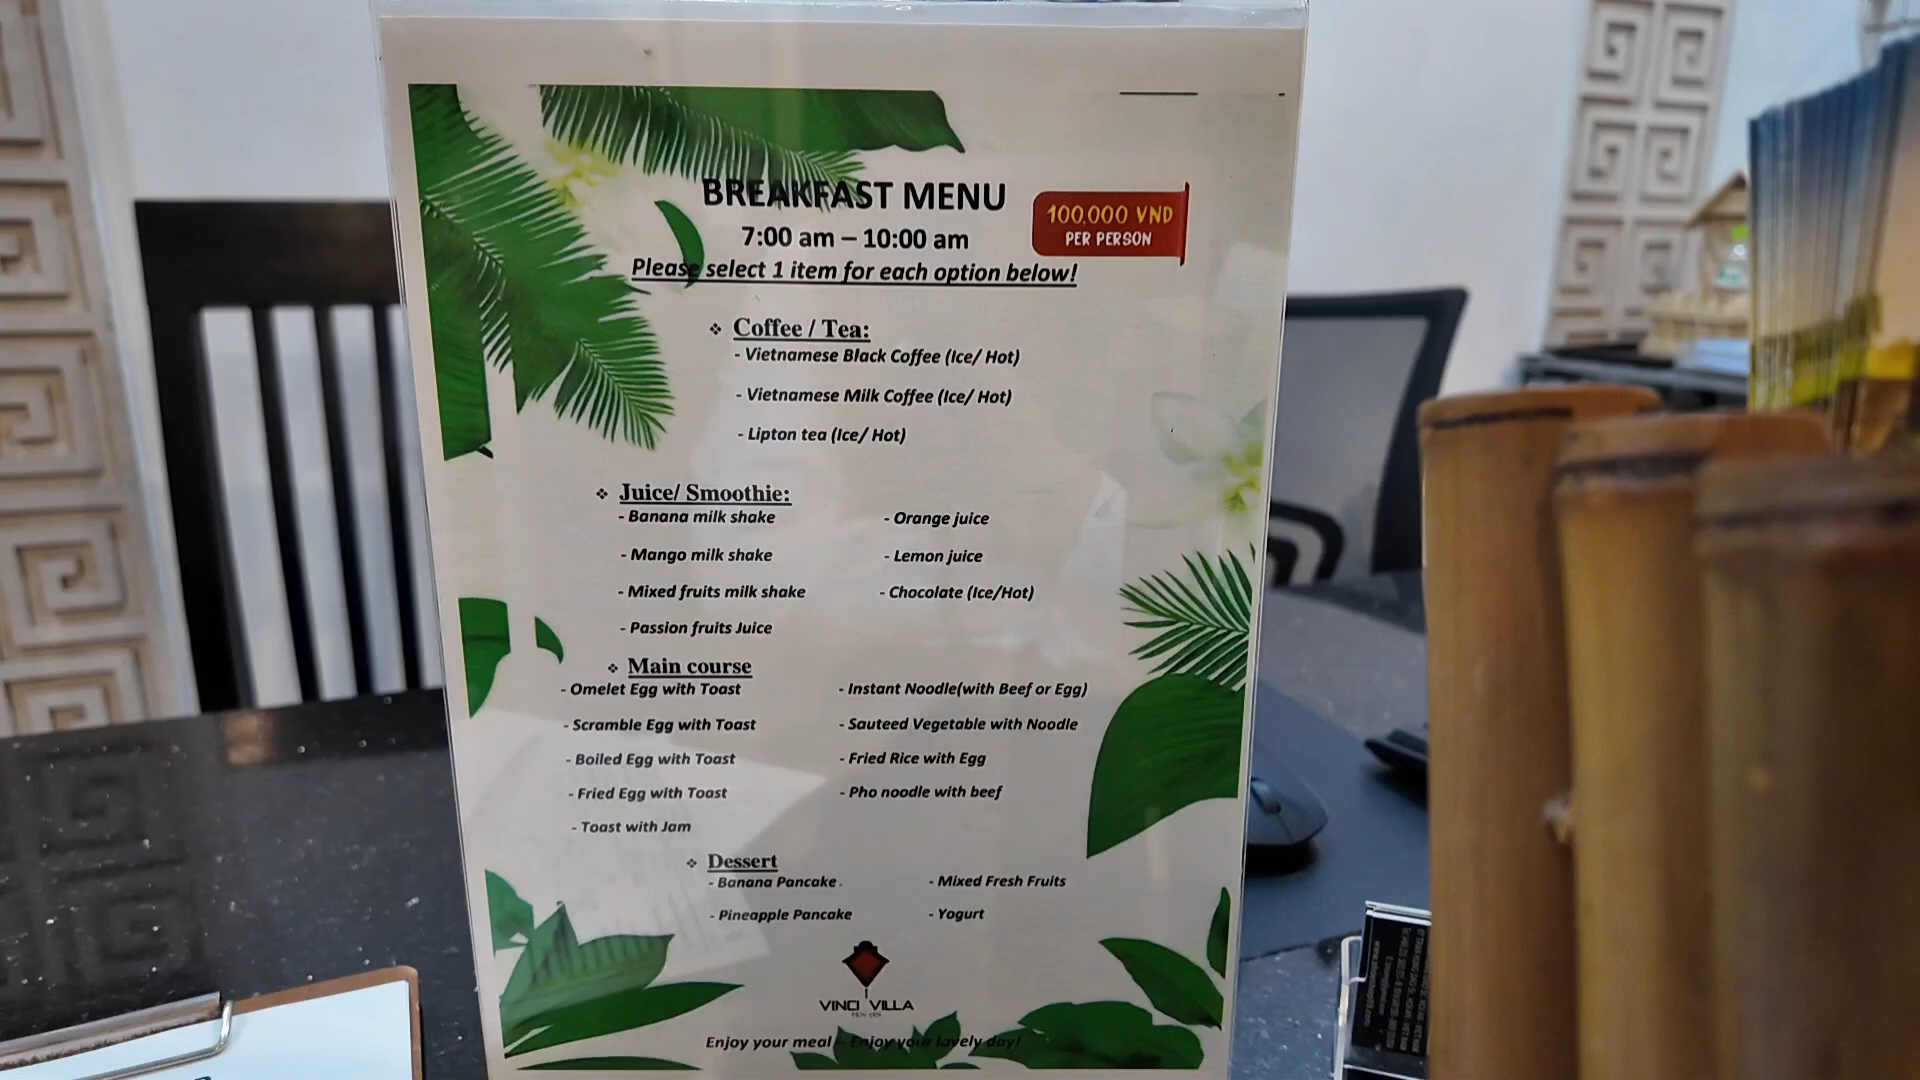 BREAKFAST MENU
100.000 VND
PER PERSON
7:00 am – 10:00 am
Please select 1 item for each option below!
❖ Coffee / Tea:
- Vietnamese Black Coffee (Ice/ Hot)
- Vietnamese Milk Coffee (Ice/ Hot)
- Lipton tea (Ice/ Hot)
❖ Juice/ Smoothie:
- Banana milk shake - Orange juice
- Mango milk shake - Lemon juice
- Mixed fruits milk shake - Chocolate (Ice/Hot)
- Passion fruits Juice
❖ Main course
- Omelet Egg with Toast - Instant Noodle(with Beef or Egg)
- Scramble Egg with Toast - Sauteed Vegetable with Noodle
- Boiled Egg with Toast - Fried Rice with Egg
- Fried Egg with Toast - Pho noodle with beef
- Toast with Jam
❖ Dessert
- Banana Pancake . - Mixed Fresh Fruits
- Pineapple Pancake - Yogurt
VINCI VILLA
Enjoy your meal – Enjoy your lovely day!